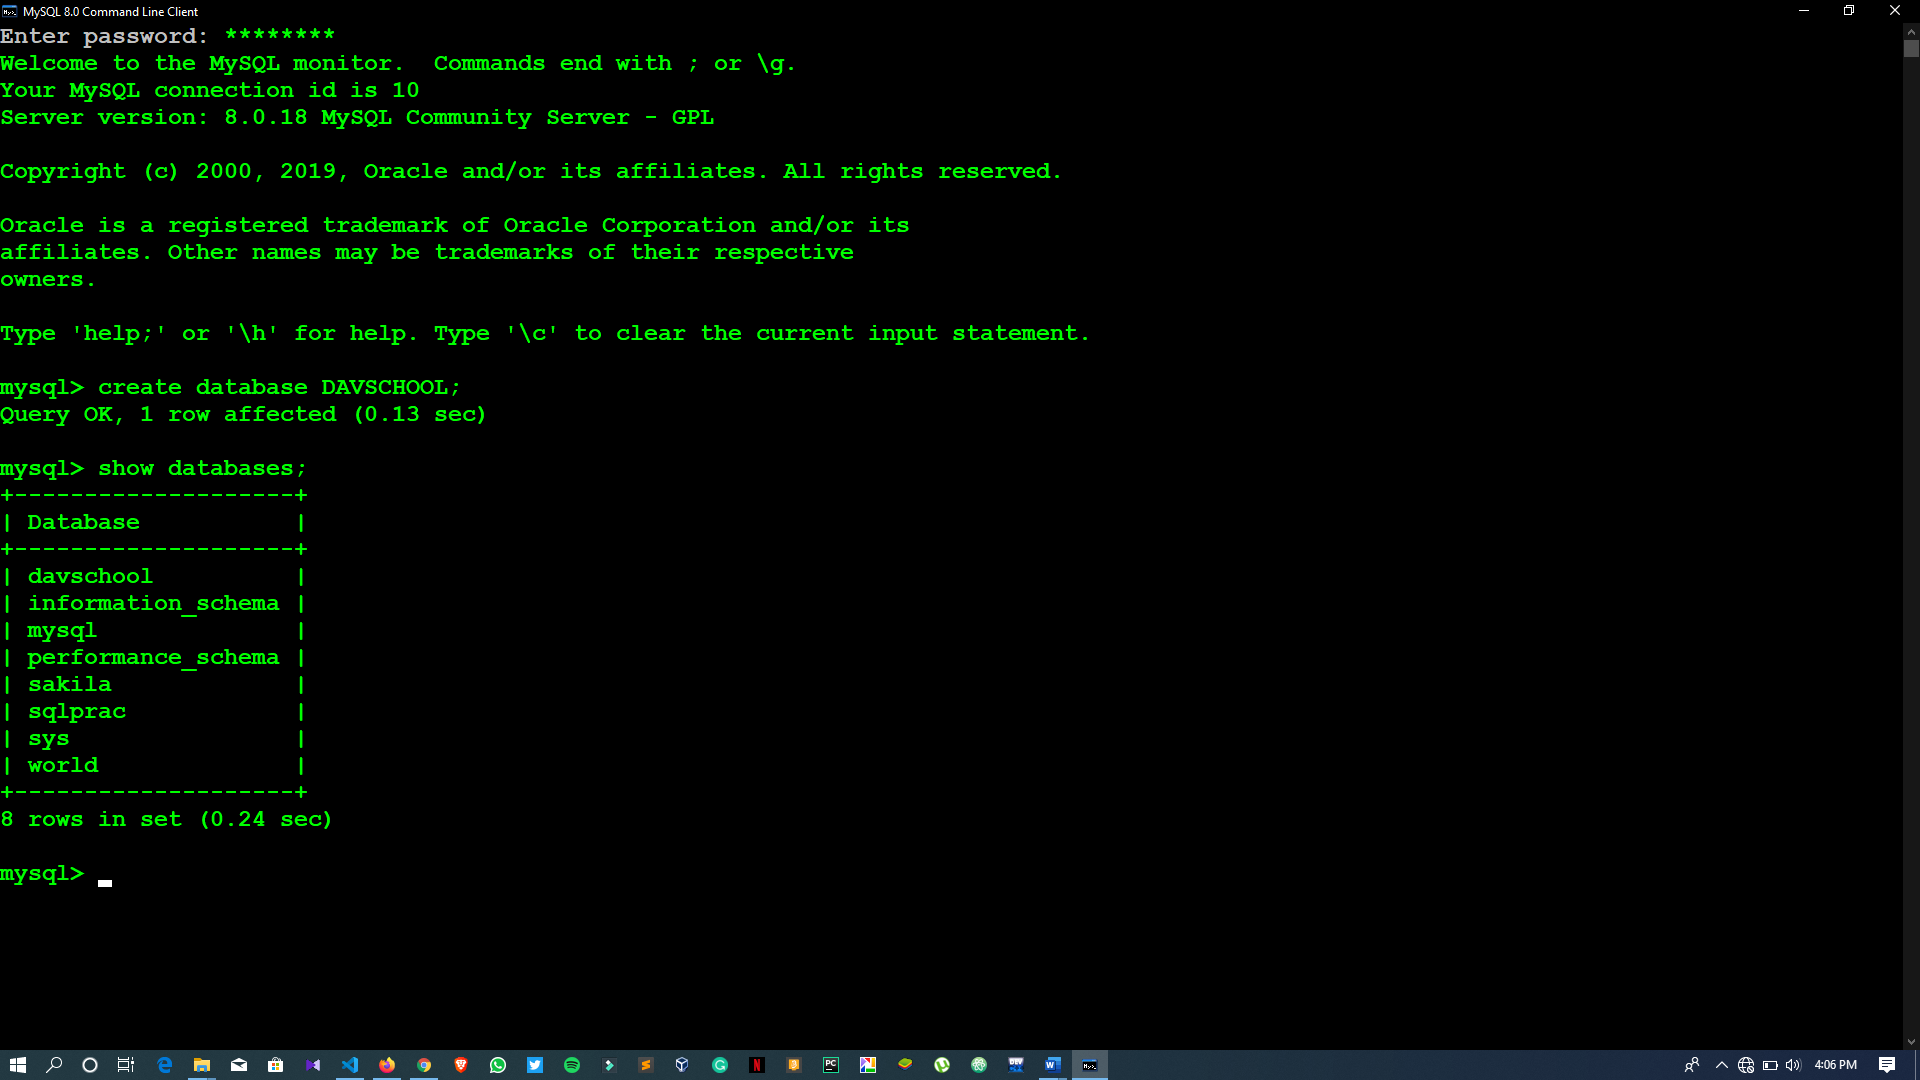 MySQL 8.0 Command Line Client
Enter password: ********
Welcome to the MySQL monitor.  Commands end with ; or \g.
Your MySQL connection id is 10
Server version: 8.0.18 MySQL Community Server - GPL

Copyright (c) 2000, 2019, Oracle and/or its affiliates. All rights reserved.

Oracle is a registered trademark of Oracle Corporation and/or its
affiliates. Other names may be trademarks of their respective
owners.

Type 'help;' or '\h' for help. Type '\c' to clear the current input statement.

mysql> create database DAVSCHOOL;
Query OK, 1 row affected (0.13 sec)

mysql> show databases;
+--------------------+
| Database           |
+--------------------+
| davschool          |
| information_schema |
| mysql              |
| performance_schema |
| sakila             |
| sqlprac            |
| sys                |
| world              |
+--------------------+
8 rows in set (0.24 sec)

mysql>
4:06 PM